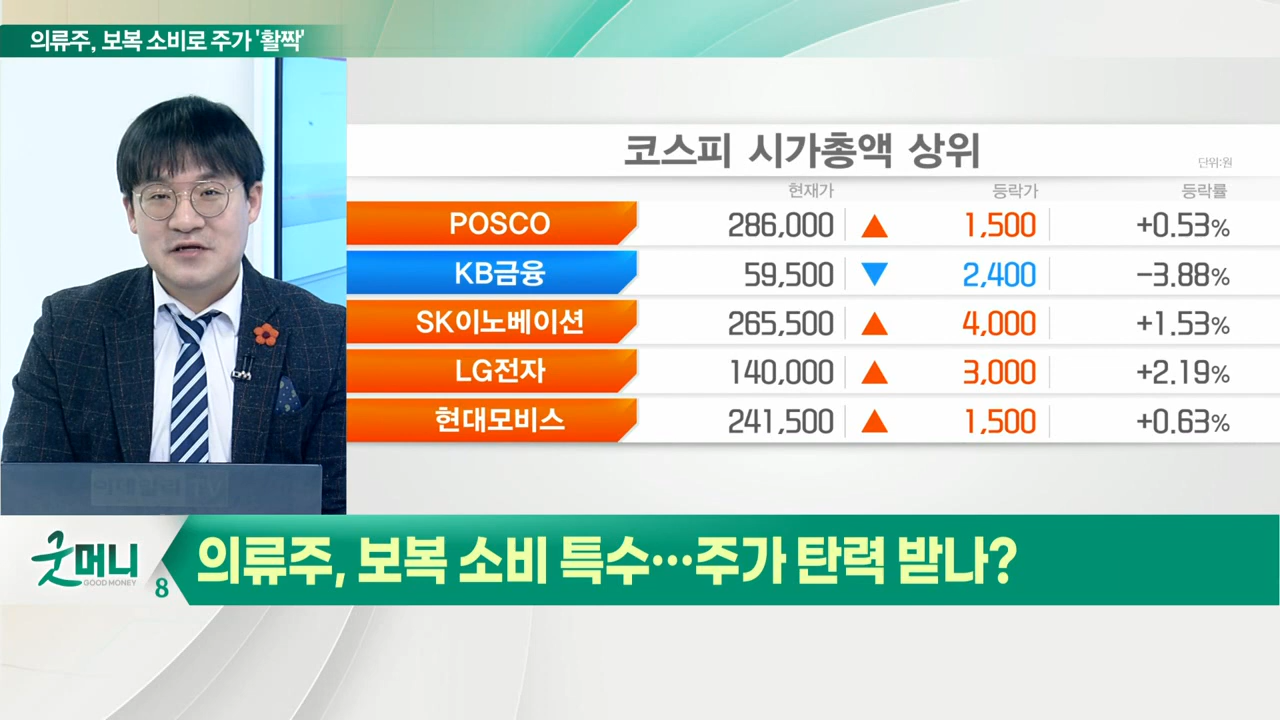 의류주, 보복 소비로 주가 '활짝'
코스피 시가총액 상위
단위:원
현재가 등락가 등락률
POSCO 286,000 ▲ 1,500 +0.53%
KB금융 59,500 ▼ 2,400 -3.88%
SK이노베이션 265,500 ▲ 4,000 +1.53%
LG전자 140,000 ▲ 3,000 +2.19%
현대모비스 241,500 ▲ 1,500 +0.63%
이데일리 TV
굿머니
GOOD MONEY
8
의류주, 보복 소비 특수…주가 탄력 받나?